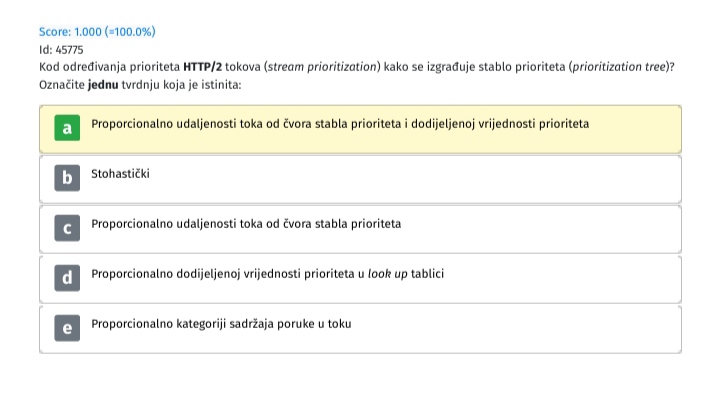 Score: 1.000 (=100.0%)
Id: 45775
Kod određivanja prioriteta HTTP/2 tokova (stream prioritization) kako se izgrađuje stablo prioriteta (prioritization tree)?
Označite jednu tvrdnju koja je istinita:
a Proporcionalno udaljenosti toka od čvora stabla prioriteta i dodijeljenoj vrijednosti prioriteta
b Stohastički
c Proporcionalno udaljenosti toka od čvora stabla prioriteta
d Proporcionalno dodijeljenoj vrijednosti prioriteta u look up tablici
e Proporcionalno kategoriji sadržaja poruke u toku